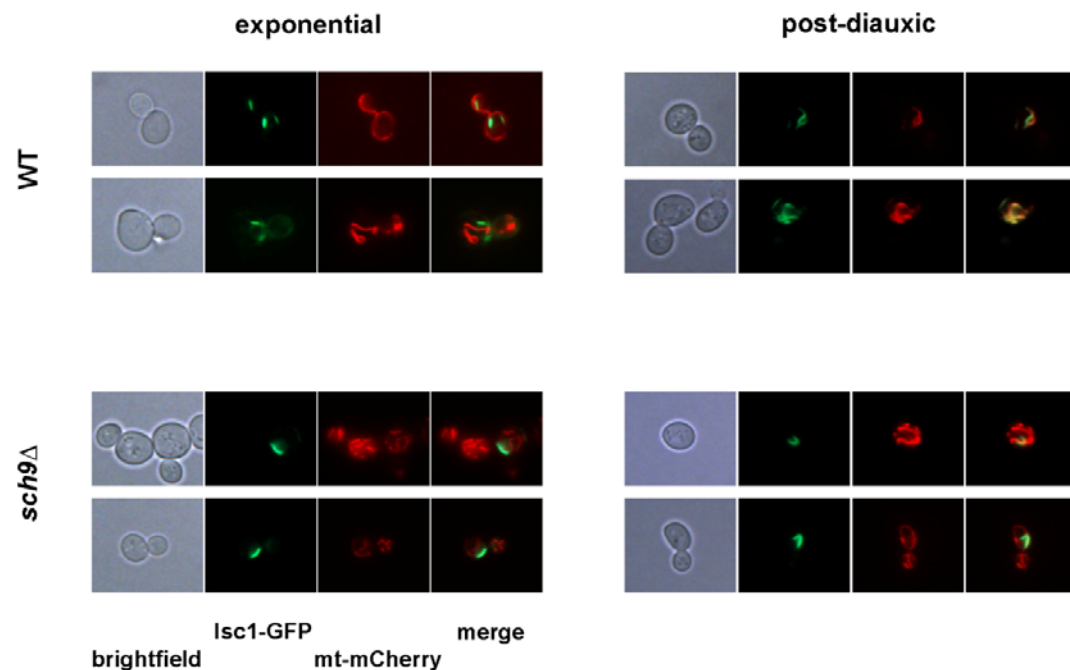 exponential
post-diauxic
WT
sch9Δ
Isc1-GFP
merge
brightfield
mt-mCherry